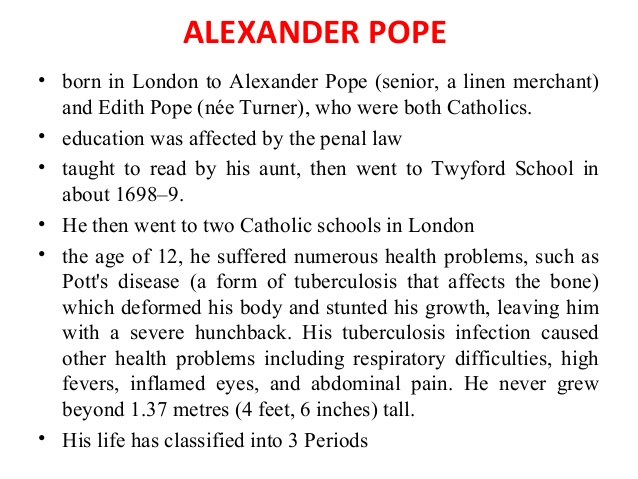 ALEXANDER POPE
• born in London to Alexander Pope (senior, a linen merchant)
and Edith Pope (née Turner), who were both Catholics.
• education was affected by the penal law
• taught to read by his aunt, then went to Twyford School in
about 1698–9.
• He then went to two Catholic schools in London
• the age of 12, he suffered numerous health problems, such as
Pott's disease (a form of tuberculosis that affects the bone)
which deformed his body and stunted his growth, leaving him
with a severe hunchback. His tuberculosis infection caused
other health problems including respiratory difficulties, high
fevers, inflamed eyes, and abdominal pain. He never grew
beyond 1.37 metres (4 feet, 6 inches) tall.
• His life has classified into 3 Periods